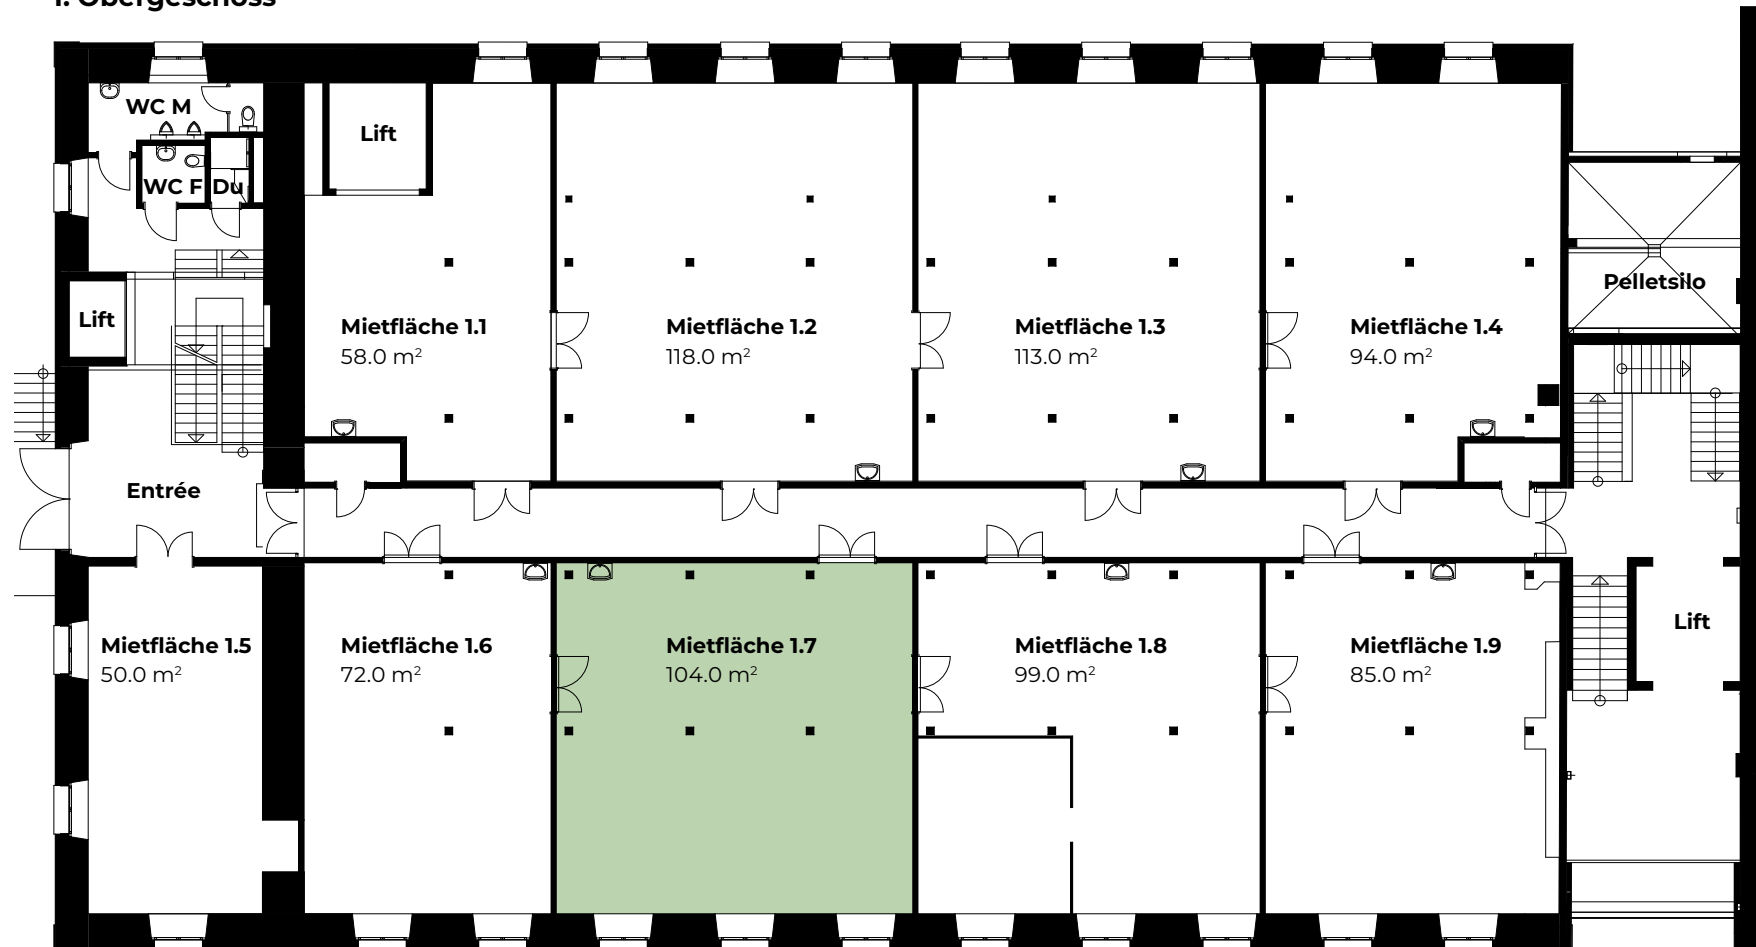 1. Obergeschoss
WC M
Lift
WC F
Du
Pelletsilo
Lift
Mietfläche 1.1
58.0 m²
Mietfläche 1.2
118.0 m²
Mietfläche 1.3
113.0 m²
Mietfläche 1.4
94.0 m²
Entrée
Mietfläche 1.5
50.0 m²
Mietfläche 1.6
72.0 m²
Mietfläche 1.7
104.0 m²
Mietfläche 1.8
99.0 m²
Mietfläche 1.9
85.0 m²
Lift